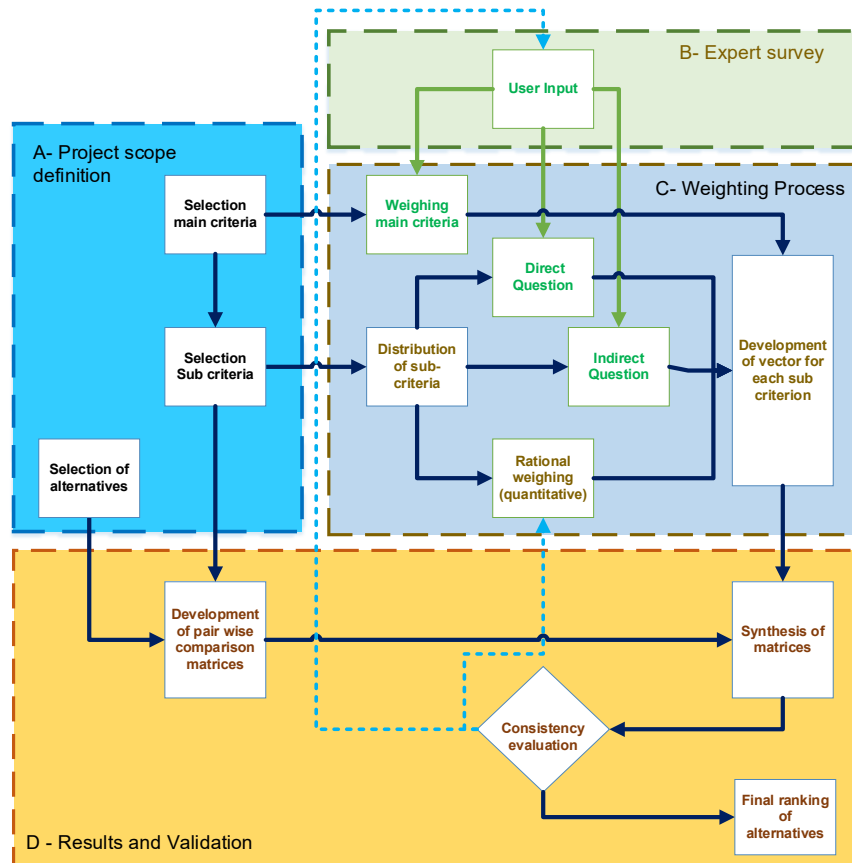 B- Expert survey
User Input
A- Project scope
definition
Selection
main criteria
Weighing
main criteria
C- Weighting Process
Direct
Question
Selection
Sub criteria
Distribution
of sub-
criteria
Indirect
Question
Development
of vector for
each sub
criterion
Selection of
alternatives
Rational
weighing
(quantitative)
Development
of pair wise
comparison
matrices
Synthesis of
matrices
Consistency
evaluation
Final ranking
of
alternatives
D - Results and Validation